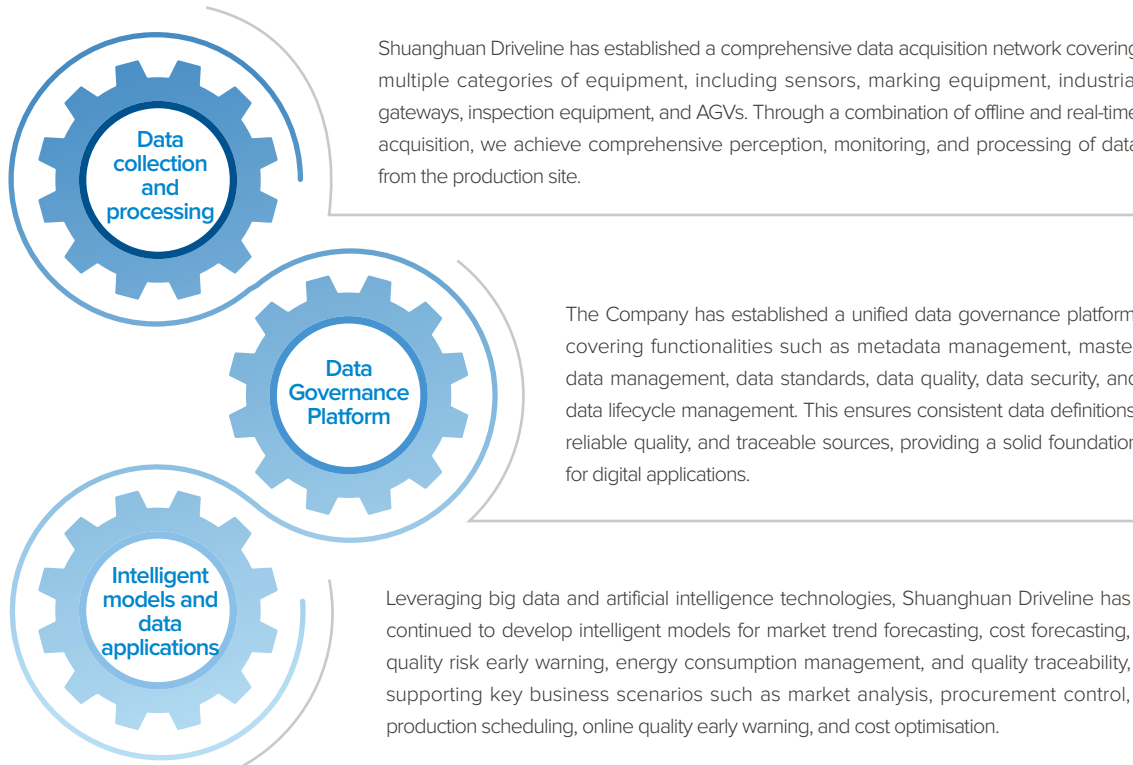 Data
collection
and
processing
Shuanghuan Driveline has established a comprehensive data acquisition network covering
multiple categories of equipment, including sensors, marking equipment, industria
gateways, inspection equipment, and AGVs. Through a combination of offline and real-time
acquisition, we achieve comprehensive perception, monitoring, and processing of data
from the production site.
Data
Governance
Platform
The Company has established a unified data governance platform
covering functionalities such as metadata management, maste
data management, data standards, data quality, data security, and
data lifecycle management. This ensures consistent data definitions
reliable quality, and traceable sources, providing a solid foundation
for digital applications.
Intelligent
models and
data
applications
Leveraging big data and artificial intelligence technologies, Shuanghuan Driveline has
continued to develop intelligent models for market trend forecasting, cost forecasting,
quality risk early warning, energy consumption management, and quality traceability,
supporting key business scenarios such as market analysis, procurement control,
production scheduling, online quality early warning, and cost optimisation.